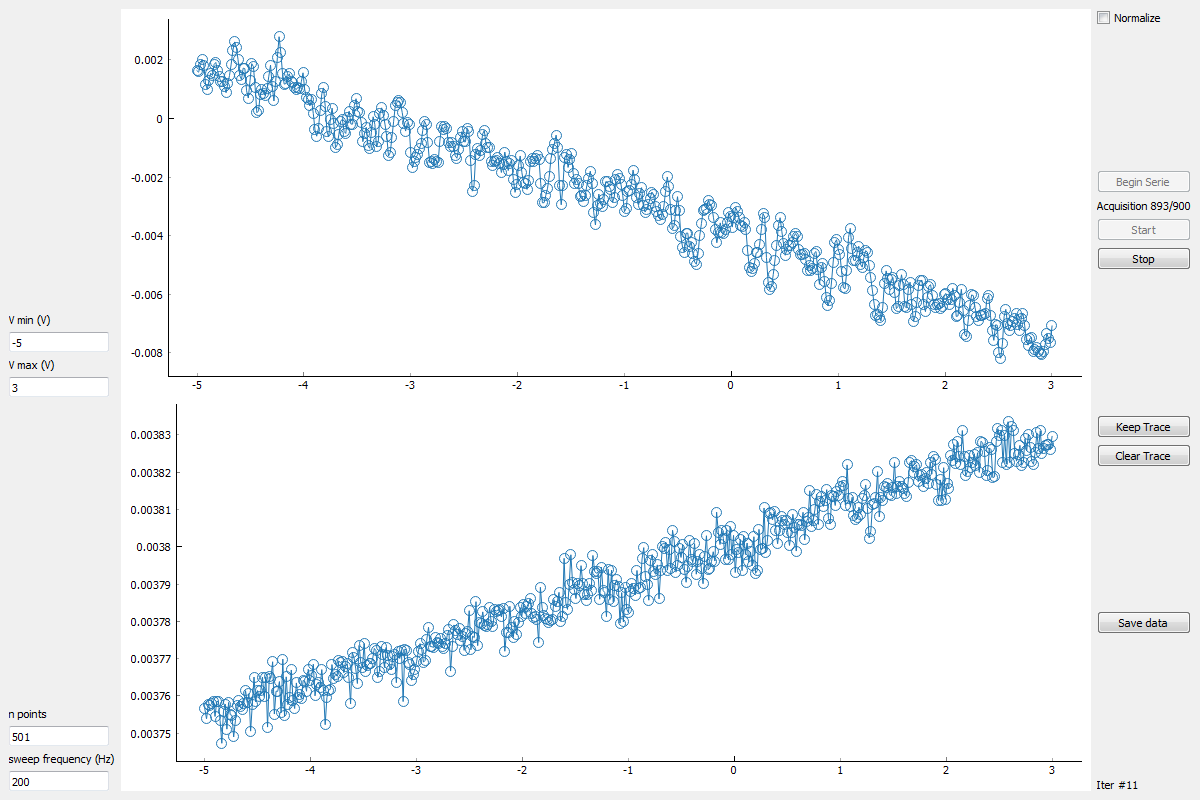 Normalize
0.002
0
-0.002
-0.004
-0.006
-0.008
-5 -4 -3 -2 -1 0 1 2 3
Begin Serie
Acquisition 893/900
Start
Stop
V min (V)
-5
V max (V)
3
0.00383
0.00382
0.00381
0.0038
0.00379
0.00378
0.00377
0.00376
0.00375
-5 -4 -3 -2 -1 0 1 2 3
Keep Trace
Clear Trace
Save data
n points
501
sweep frequency (Hz)
200
Iter #11